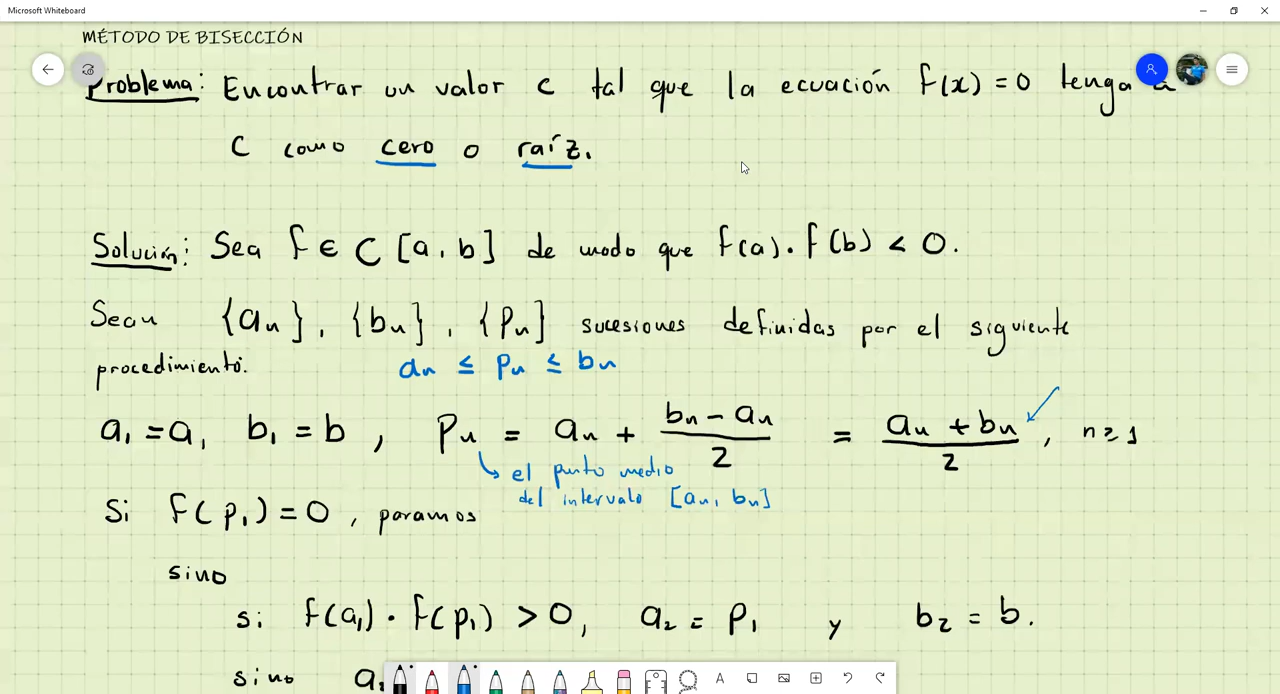 Microsoft Whiteboard
MÉTODO DE BISECCIÓN
Problema: Encontrar un valor c tal que la ecuación f(x) = 0 tenga a
c como cero o raíz.
Solución: Sea f ∈ C [a, b] de modo que f(a) · f(b) < 0.
Sean {an}, {bn}, {pn} sucesiones definidas por el siguiente
procedimiento:
an ≤ pn ≤ bn
a1 = a, b1 = b, pn = an + (bn - an)/2 = (an + bn)/2, n ≥ 1
el punto medio
del intervalo [an, bn]
Si f(p1) = 0, paramos
sino
si f(a1) · f(p1) > 0, a2 = p1 y b2 = b.
sino a2